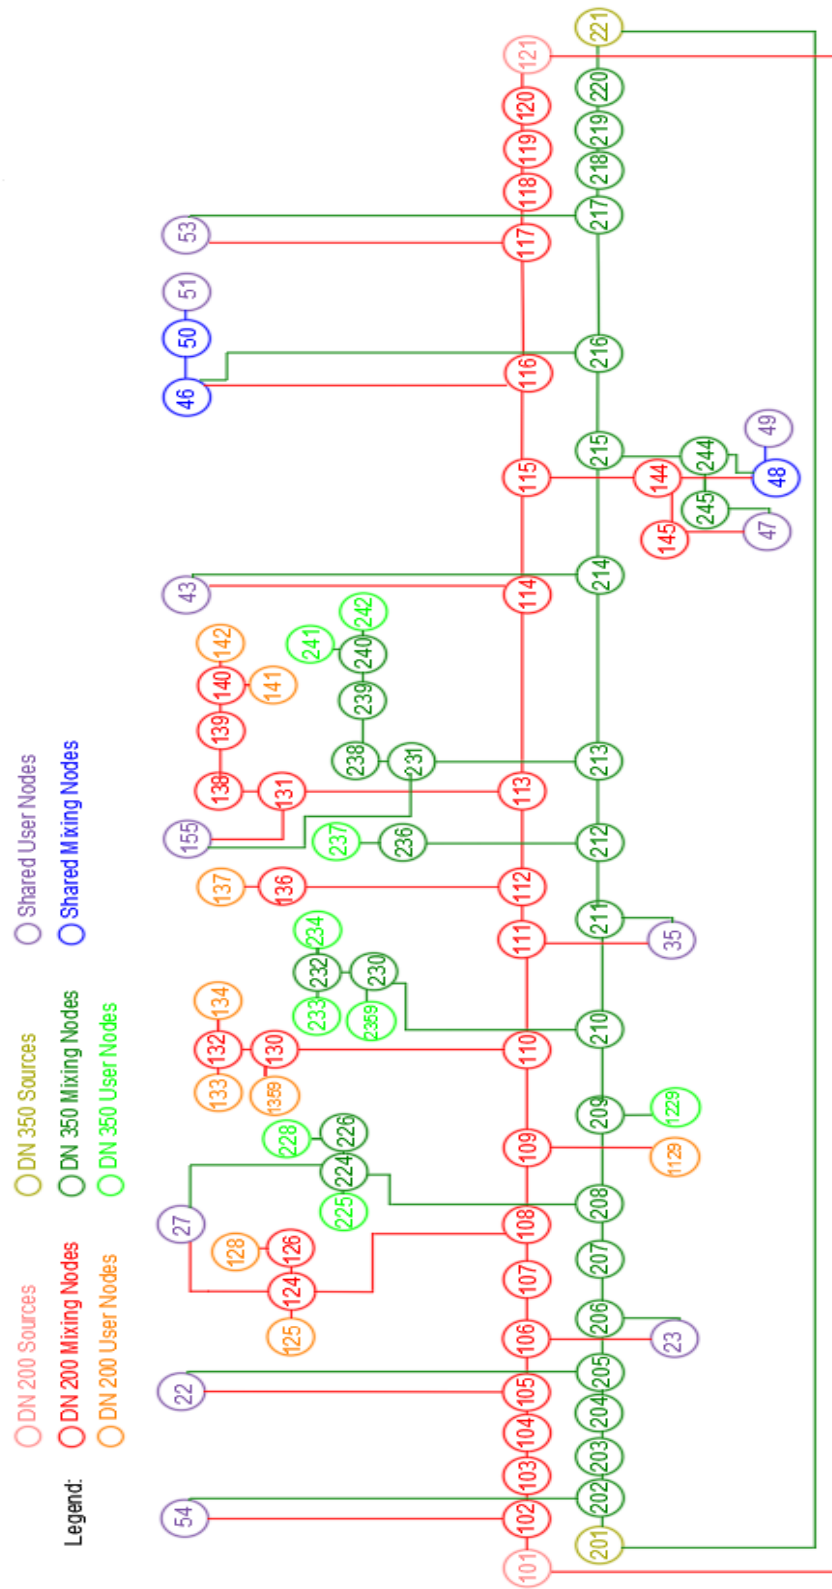 DN 200 Sources DN 350 Sources Shared User Nodes
Legend: DN 200 Mixing Nodes DN 350 Mixing Nodes Shared Mixing Nodes
DN 200 User Nodes DN 350 User Nodes
54 22 27 155 43 46 50 51 53
128 133 132 134 137 138 139 140 142
125 124 126 1359 130 228 136 131 141
233 232 234 241
225 224 226 2359 230 237 238 239 240 242
236 231
101 102 103 104 105 106 107 108 109 110 111 112 113 114 115 116 117 118 119 120 121
201 202 203 204 205 206 207 208 209 210 211 212 213 214 215 216 217 218 219 220 221
23 1129 1229 35 145 144
245 244
47 48 49